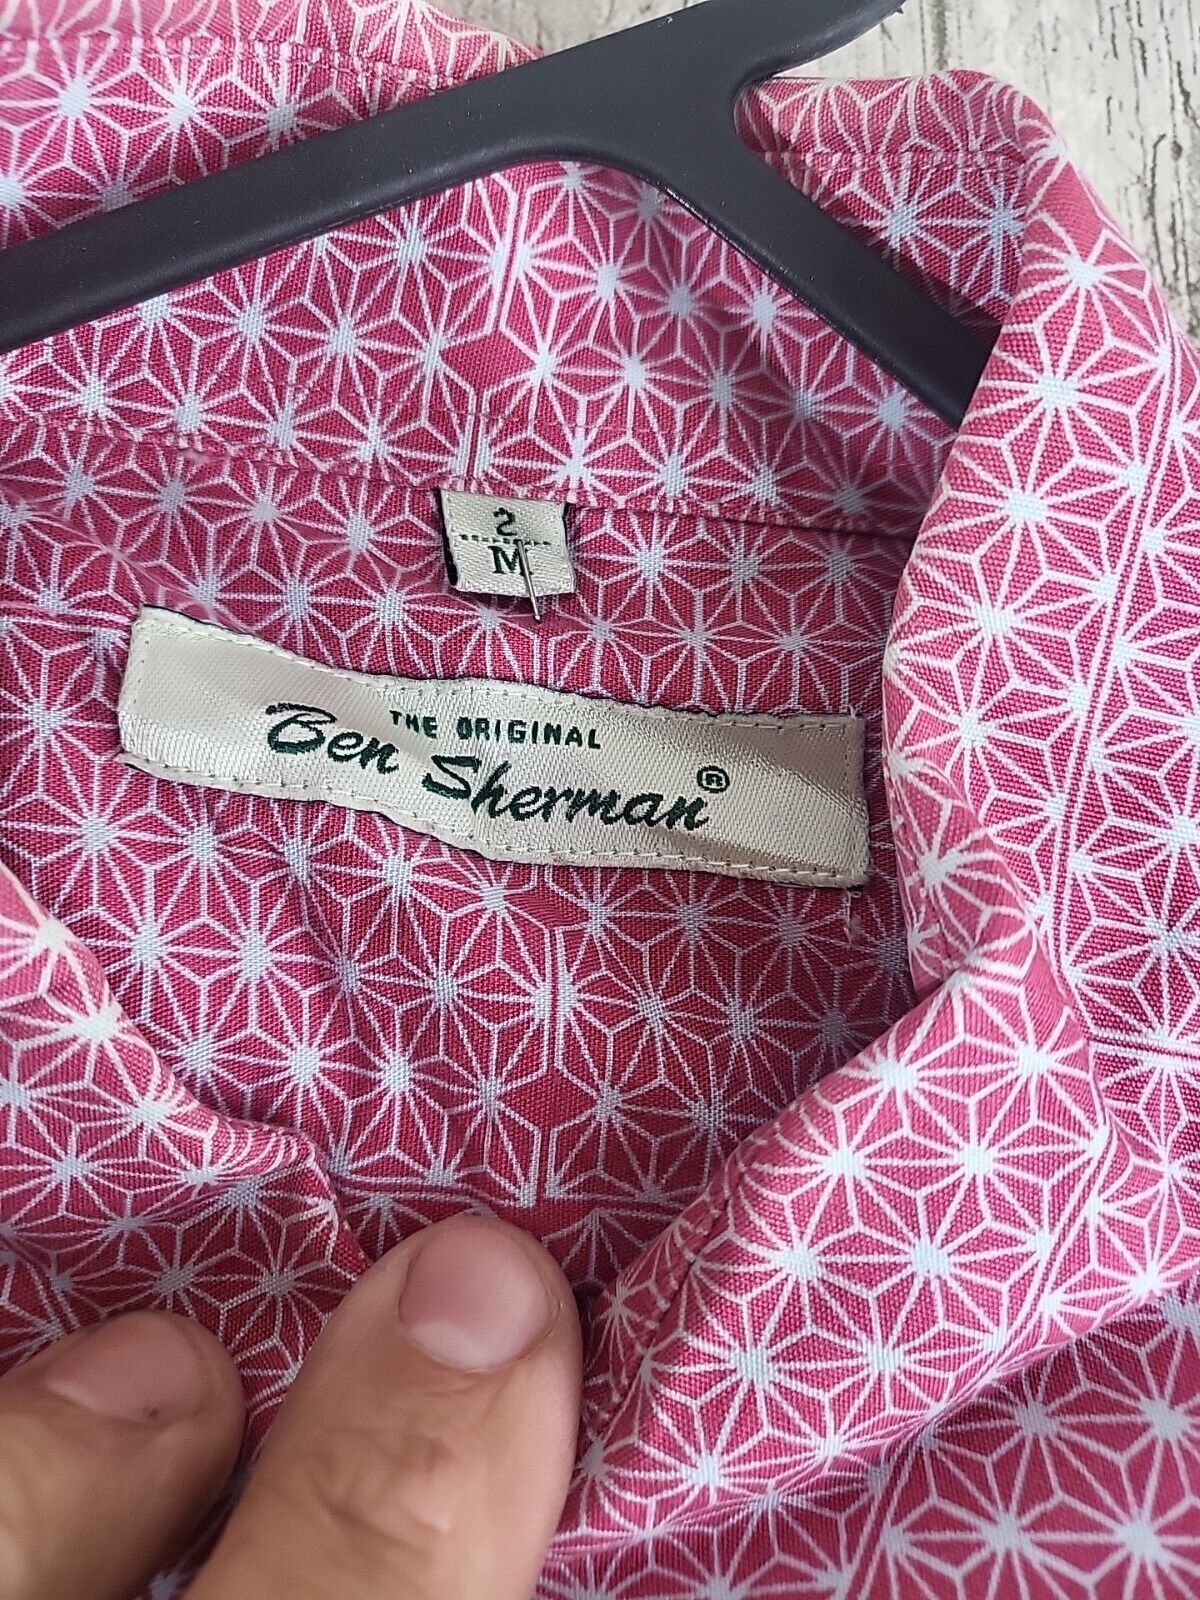 2
M
THE ORIGINAL
Ben Sherman®